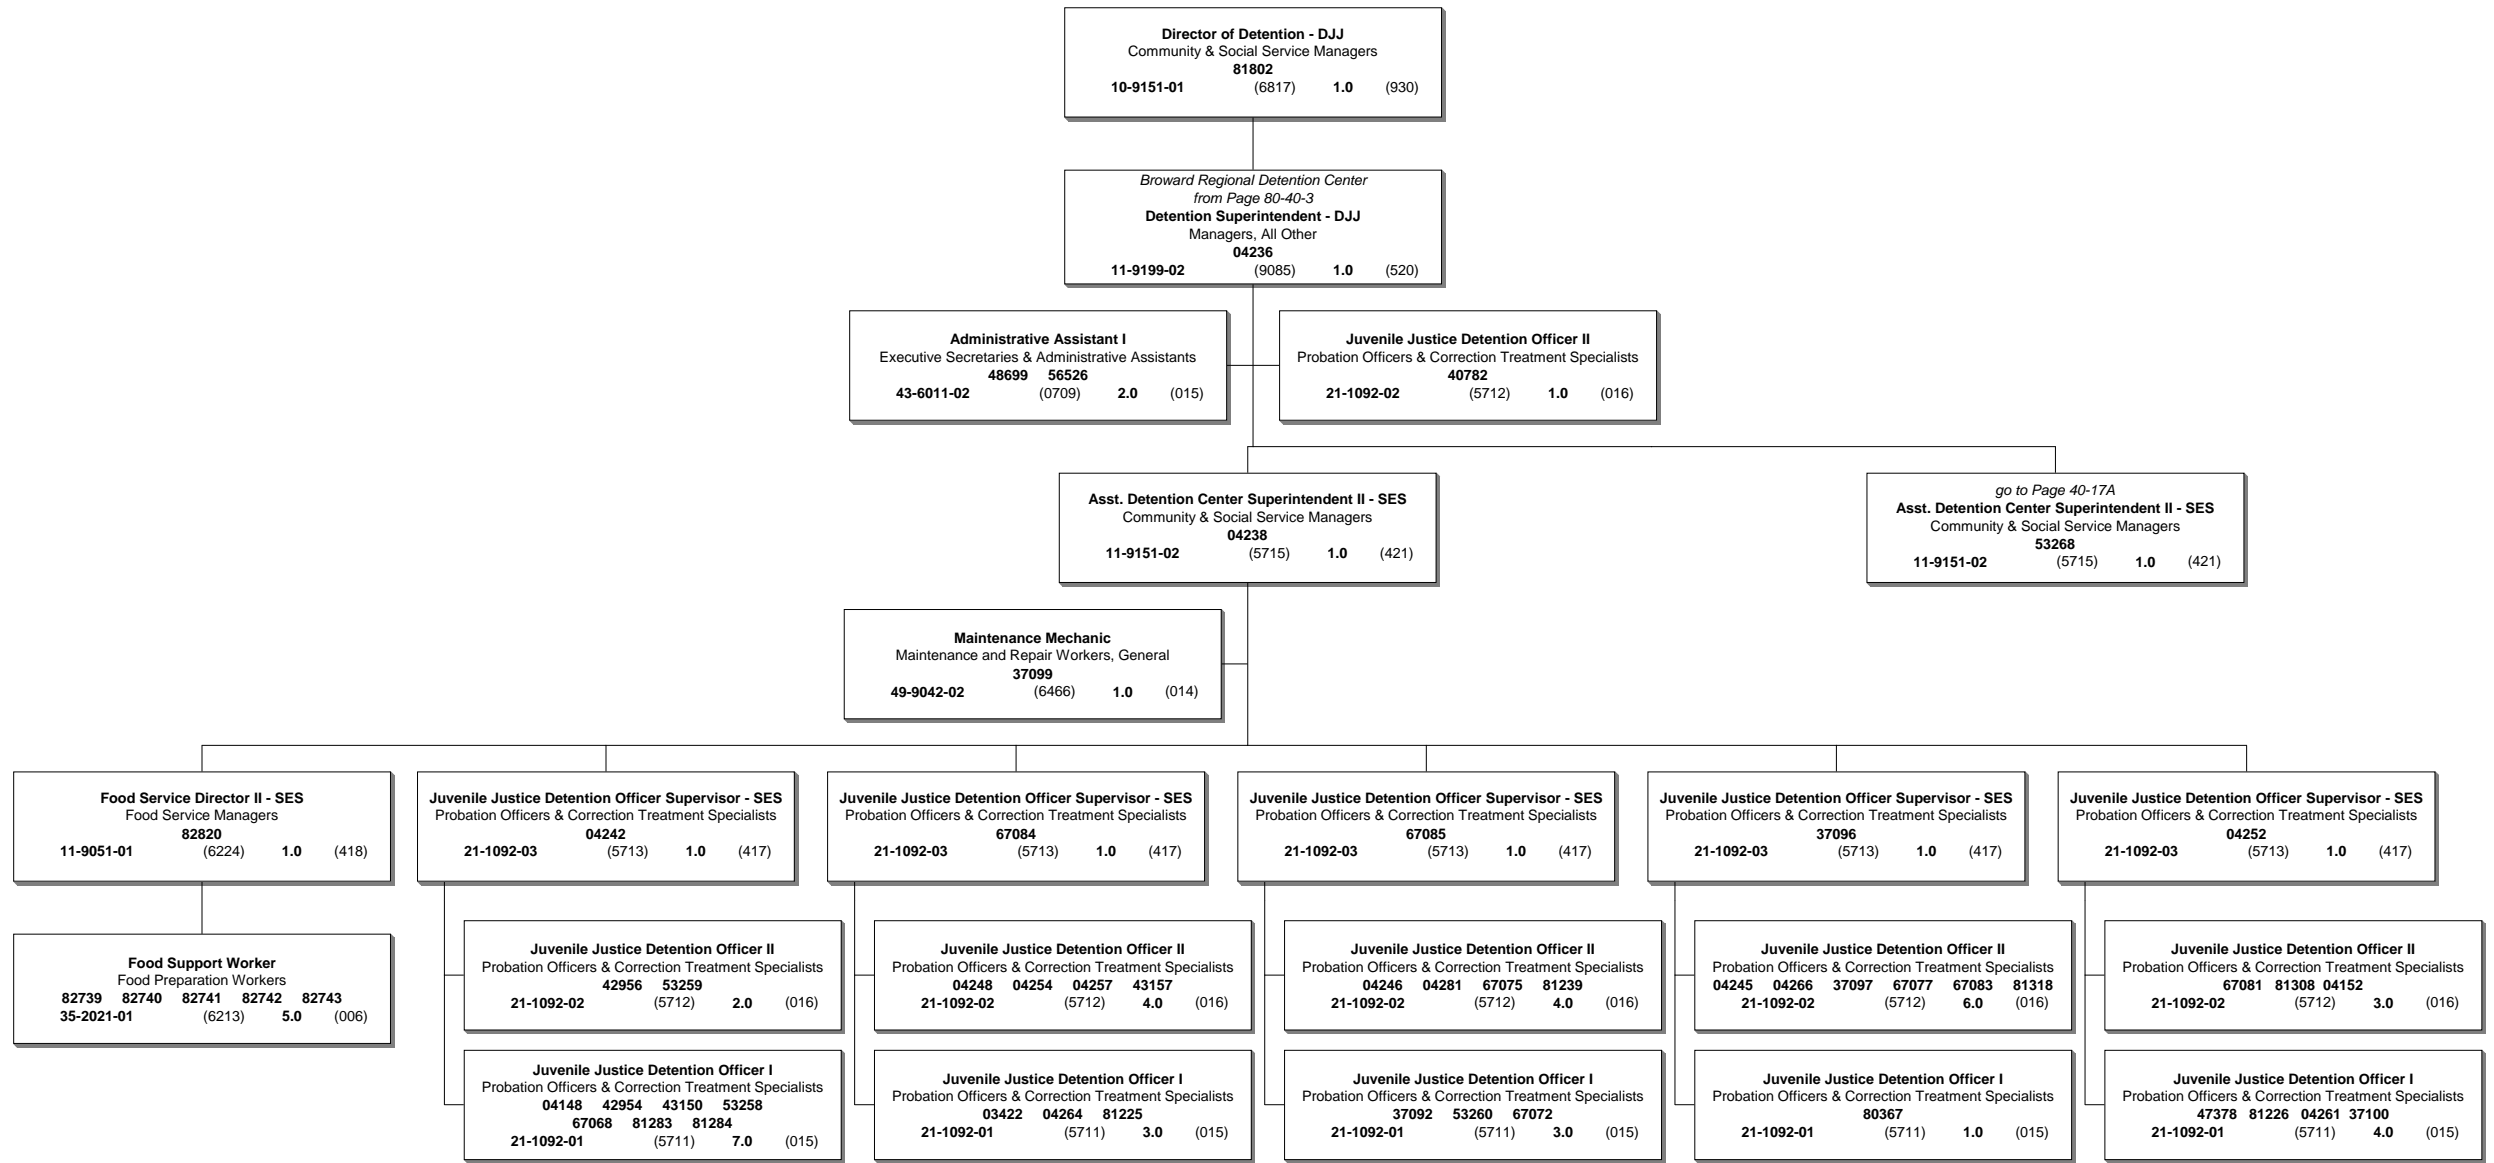 Director of Detention - DJJ
Community & Social Service Managers
81802
10-9151-01 (6817) 1.0 (930)
Broward Regional Detention Center
from Page 80-40-3
Detention Superintendent - DJJ
Managers, All Other
04236
11-9199-02 (9085) 1.0 (520)
Administrative Assistant I
Executive Secretaries & Administrative Assistants
48699 56526
43-6011-02 (0709) 2.0 (015)
Juvenile Justice Detention Officer II
Probation Officers & Correction Treatment Specialists
40782
21-1092-02 (5712) 1.0 (016)
Asst. Detention Center Superintendent II - SES
Community & Social Service Managers
04238
11-9151-02 (5715) 1.0 (421)
go to Page 40-17A
Asst. Detention Center Superintendent II - SES
Community & Social Service Managers
53268
11-9151-02 (5715) 1.0 (421)
Maintenance Mechanic
Maintenance and Repair Workers, General
37099
49-9042-02 (6466) 1.0 (014)
Food Service Director II - SES
Food Service Managers
82820
11-9051-01 (6224) 1.0 (418)
Food Support Worker
Food Preparation Workers
82739 82740 82741 82742 82743
35-2021-01 (6213) 5.0 (006)
Juvenile Justice Detention Officer Supervisor - SES
Probation Officers & Correction Treatment Specialists
04242
21-1092-03 (5713) 1.0 (417)
Juvenile Justice Detention Officer II
Probation Officers & Correction Treatment Specialists
42956 53259
21-1092-02 (5712) 2.0 (016)
Juvenile Justice Detention Officer I
Probation Officers & Correction Treatment Specialists
04148 42954 43150 53258
67068 81283 81284
21-1092-01 (5711) 7.0 (015)
Juvenile Justice Detention Officer Supervisor - SES
Probation Officers & Correction Treatment Specialists
67084
21-1092-03 (5713) 1.0 (417)
Juvenile Justice Detention Officer II
Probation Officers & Correction Treatment Specialists
04248 04254 04257 43157
21-1092-02 (5712) 4.0 (016)
Juvenile Justice Detention Officer I
Probation Officers & Correction Treatment Specialists
03422 04264 81225
21-1092-01 (5711) 3.0 (015)
Juvenile Justice Detention Officer Supervisor - SES
Probation Officers & Correction Treatment Specialists
67085
21-1092-03 (5713) 1.0 (417)
Juvenile Justice Detention Officer II
Probation Officers & Correction Treatment Specialists
04246 04281 67075 81239
21-1092-02 (5712) 4.0 (016)
Juvenile Justice Detention Officer I
Probation Officers & Correction Treatment Specialists
37092 53260 67072
21-1092-01 (5711) 3.0 (015)
Juvenile Justice Detention Officer Supervisor - SES
Probation Officers & Correction Treatment Specialists
37096
21-1092-03 (5713) 1.0 (417)
Juvenile Justice Detention Officer II
Probation Officers & Correction Treatment Specialists
04245 04266 37097 67077 67083 81318
21-1092-02 (5712) 6.0 (016)
Juvenile Justice Detention Officer I
Probation Officers & Correction Treatment Specialists
80367
21-1092-01 (5711) 1.0 (015)
Juvenile Justice Detention Officer Supervisor - SES
Probation Officers & Correction Treatment Specialists
04252
21-1092-03 (5713) 1.0 (417)
Juvenile Justice Detention Officer II
Probation Officers & Correction Treatment Specialists
67081 81308 04152
21-1092-02 (5712) 3.0 (016)
Juvenile Justice Detention Officer I
Probation Officers & Correction Treatment Specialists
47378 81226 04261 37100
21-1092-01 (5711) 4.0 (015)